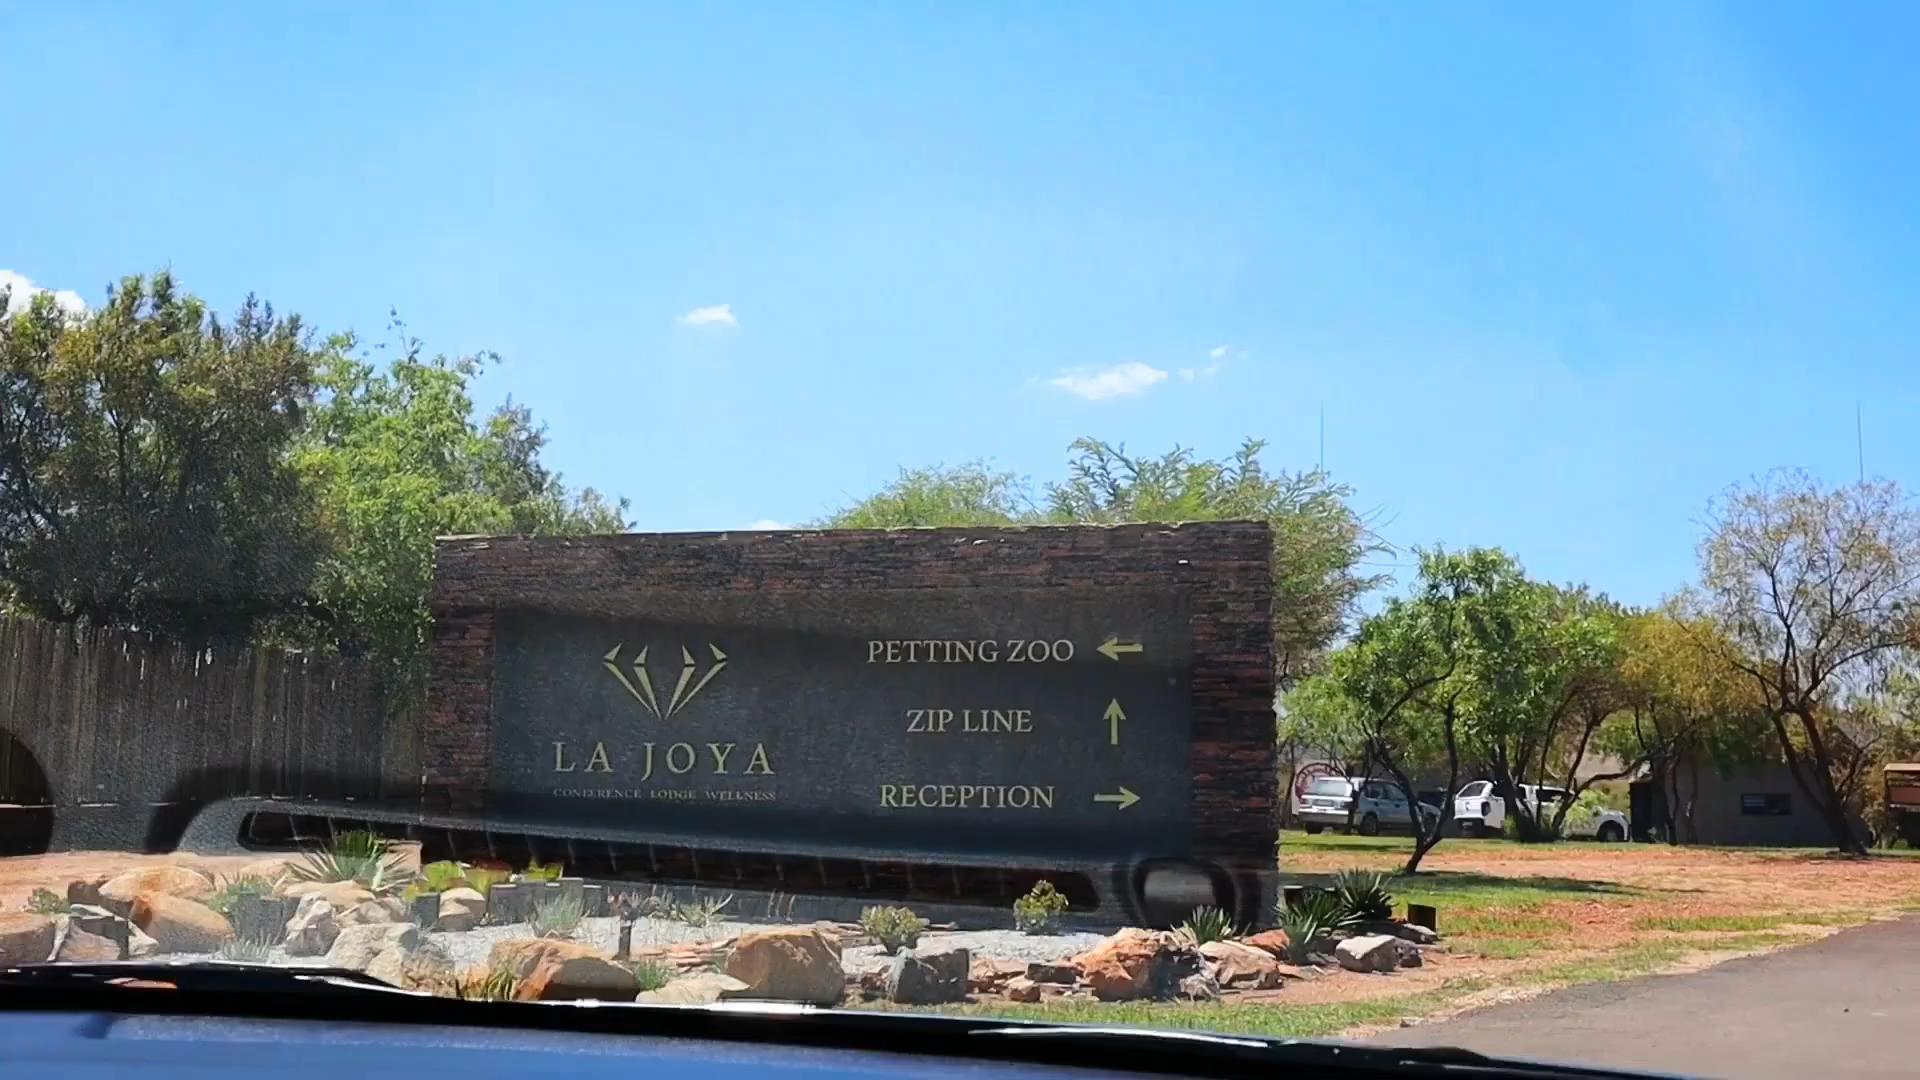 LA JOYA
CONFERENCE LODGE WELLNESS
PETTING ZOO ←
ZIP LINE ↑
RECEPTION →